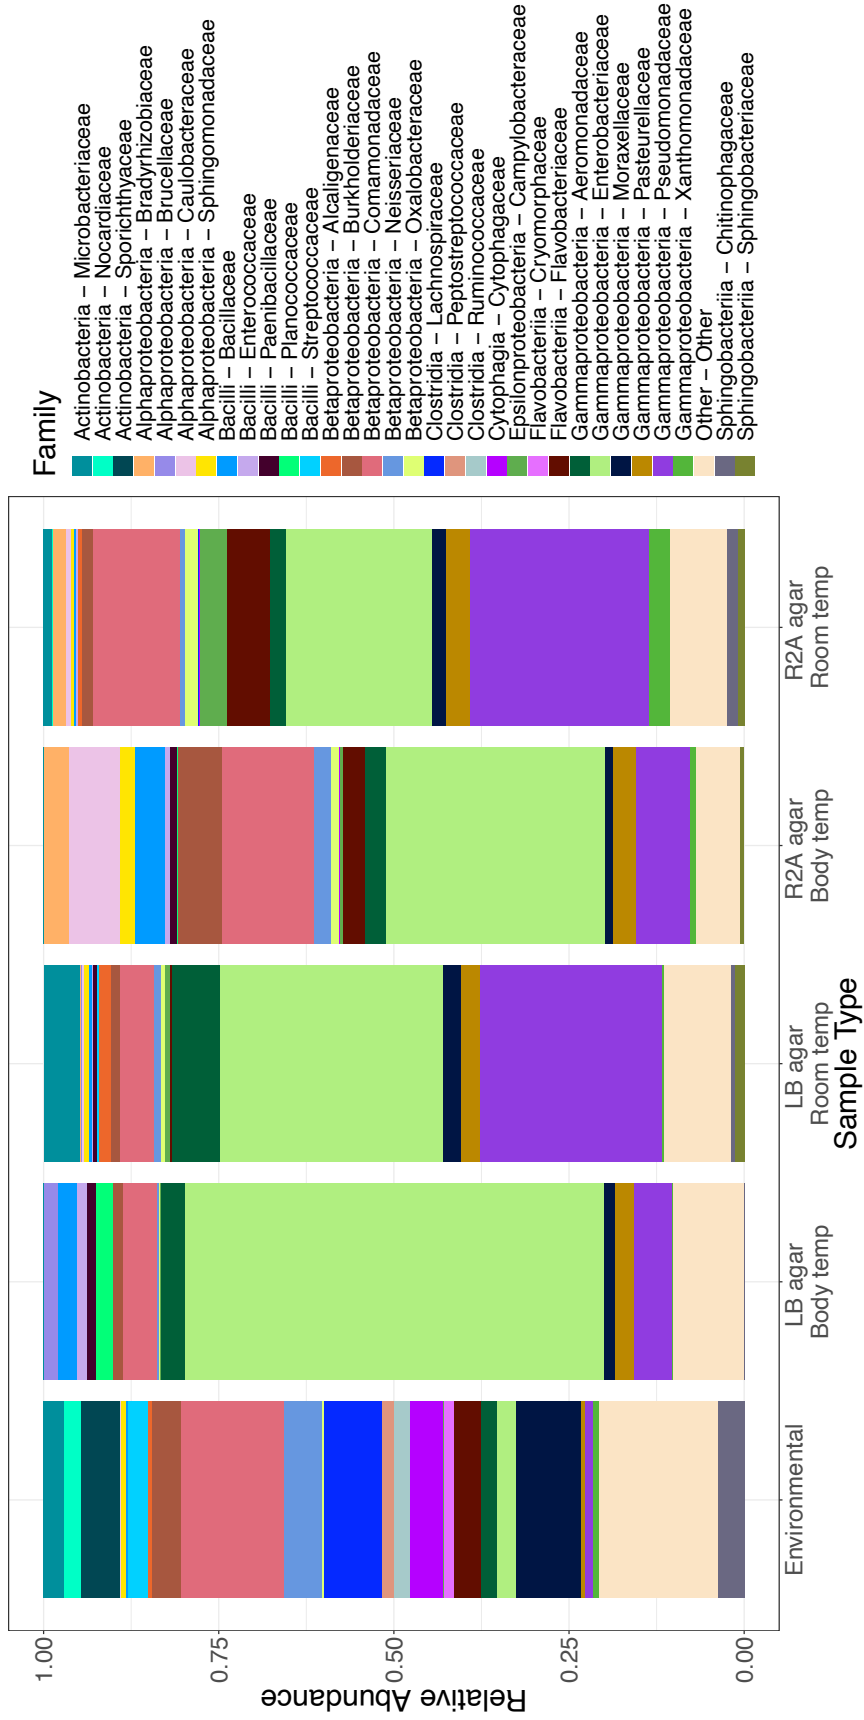 Relative Abundance
1.00
0.75
0.50
0.25
0.00
Environmental
LB agar
Body temp
LB agar
Room temp
R2A agar
Body temp
R2A agar
Room temp
Sample Type
Family
Actinobacteria − Microbacteriaceae
Actinobacteria − Nocardiaceae
Actinobacteria − Sporichthyaceae
Alphaproteobacteria − Bradyrhizobiaceae
Alphaproteobacteria − Brucellaceae
Alphaproteobacteria − Caulobacteraceae
Alphaproteobacteria − Sphingomonadaceae
Bacilli − Bacillaceae
Bacilli − Enterococcaceae
Bacilli − Paenibacillaceae
Bacilli − Planococcaceae
Bacilli − Streptococcaceae
Betaproteobacteria − Alcaligenaceae
Betaproteobacteria − Burkholderiaceae
Betaproteobacteria − Comamonadaceae
Betaproteobacteria − Neisseriaceae
Betaproteobacteria − Oxalobacteraceae
Clostridia − Lachnospiraceae
Clostridia − Peptostreptococcaceae
Clostridia − Ruminococcaceae
Cytophagia − Cytophagaceae
Epsilonproteobacteria − Campylobacteraceae
Flavobacteriia − Cryomorphaceae
Flavobacteriia − Flavobacteriaceae
Gammaproteobacteria − Aeromonadaceae
Gammaproteobacteria − Enterobacteriaceae
Gammaproteobacteria − Moraxellaceae
Gammaproteobacteria − Pasteurellaceae
Gammaproteobacteria − Pseudomonadaceae
Gammaproteobacteria − Xanthomonadaceae
Other − Other
Sphingobacteriia − Chitinophagaceae
Sphingobacteriia − Sphingobacteriaceae